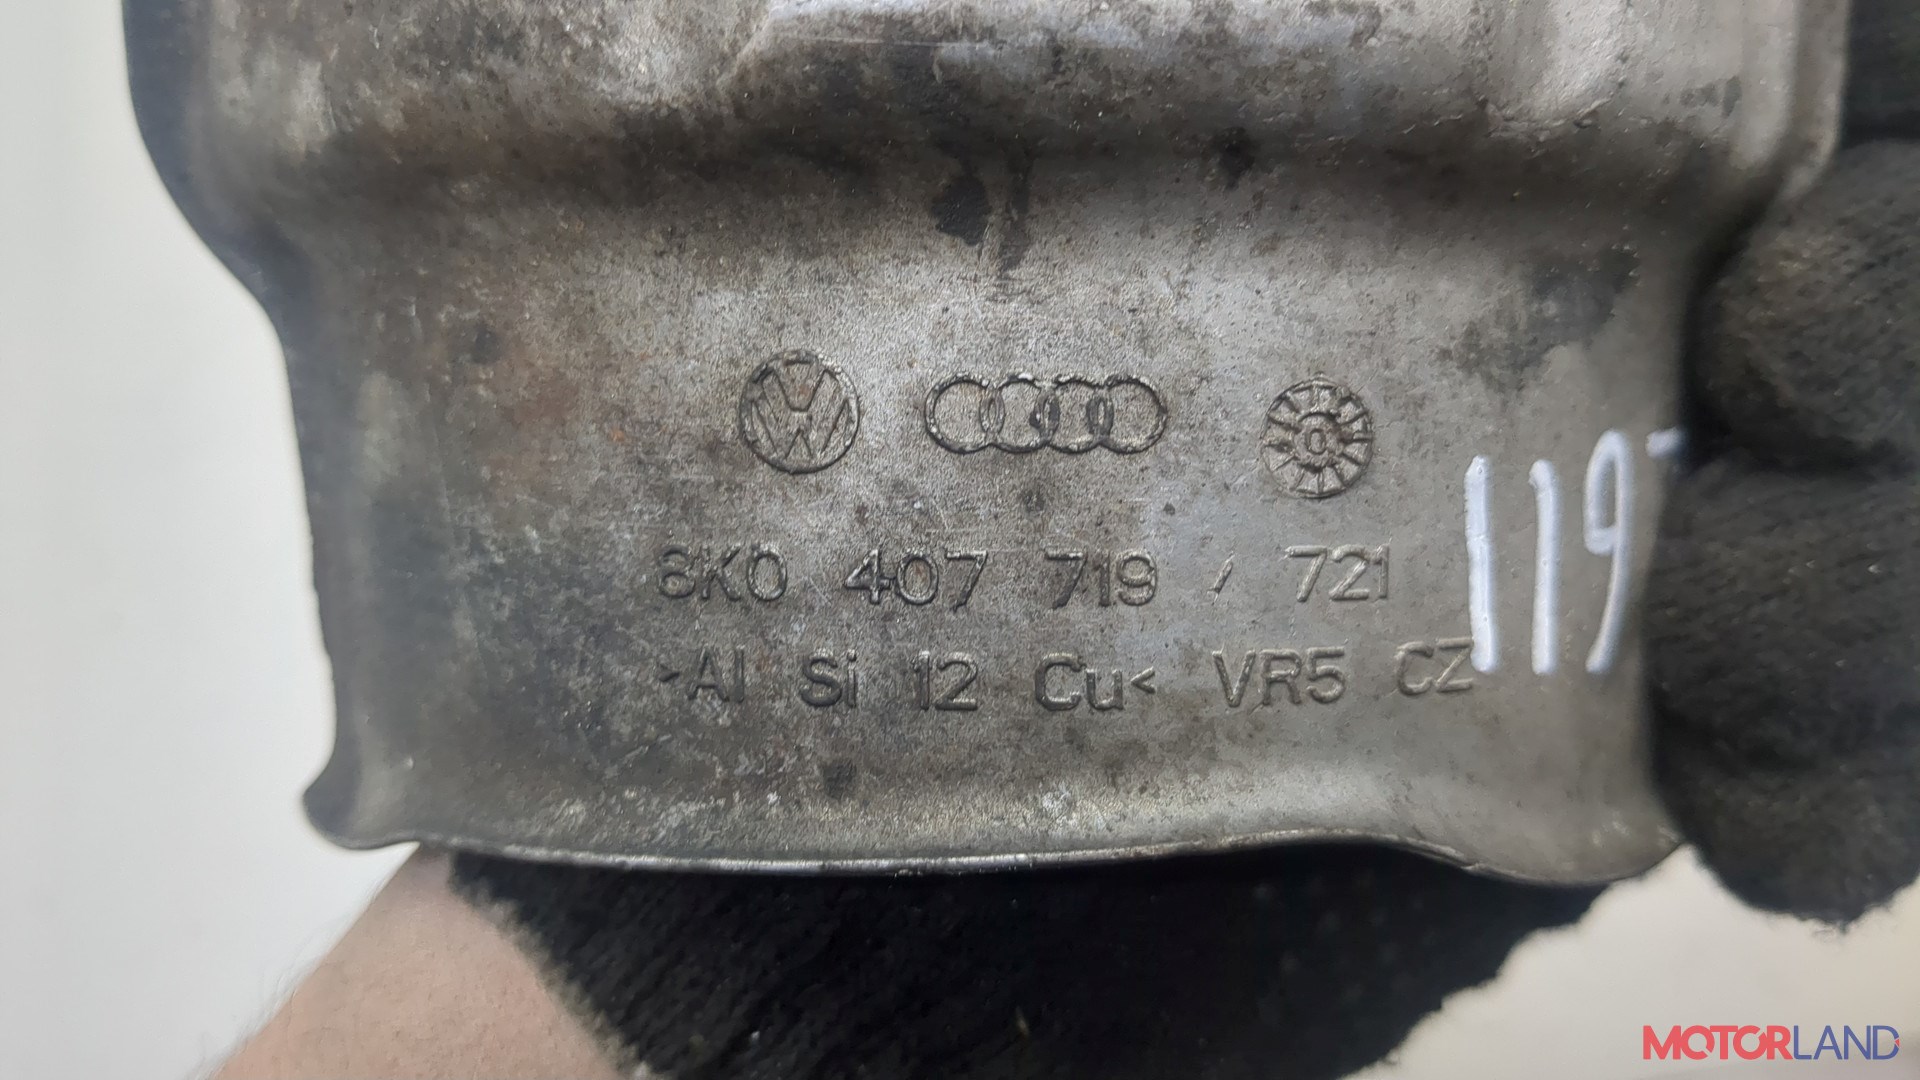 8K0 407 719 / 721
>Al Si 12 Cu< VR5 CZ
119
MOTORLAND